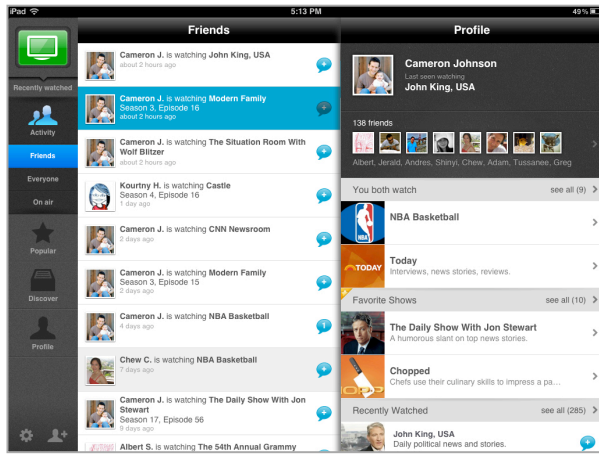 iPad
5:13 PM
49%
Recently watched
Activity
Friends
Everyone
On air
Popular
Discover
Profile
Friends
Cameron J. is watching John King, USA
about 2 hours ago
Cameron J. is watching Modern Family
Season 3, Episode 16
about 2 hours ago
Cameron J. is watching The Situation Room With
Wolf Blitzer
about 2 hours ago
Kourtny H. is watching Castle
Season 4, Episode 16
1 day ago
Cameron J. is watching CNN Newsroom
2 days ago
Cameron J. is watching Modern Family
Season 3, Episode 15
2 days ago
Cameron J. is watching NBA Basketball
4 days ago
1
Chew C. is watching NBA Basketball
7 days ago
Cameron J. is watching The Daily Show With Jon
Stewart
Season 17, Episode 56
9 days ago
Albert S. is watching The 54th Annual Grammy
Profile
Cameron Johnson
Last seen watching
John King, USA
138 friends
Albert, Jerald, Andres, Shinyi, Chew, Adam, Tussanee, Greg
You both watch see all (9)
NBA
NBA Basketball
TODAY
Today
Interviews, news stories, reviews.
Favorite Shows see all (10)
The Daily Show With Jon Stewart
A humorous slant on top news stories.
Chopped
Chefs use their culinary skills to impress a pa...
Recently Watched see all (285)
John King, USA
Daily political news and stories.